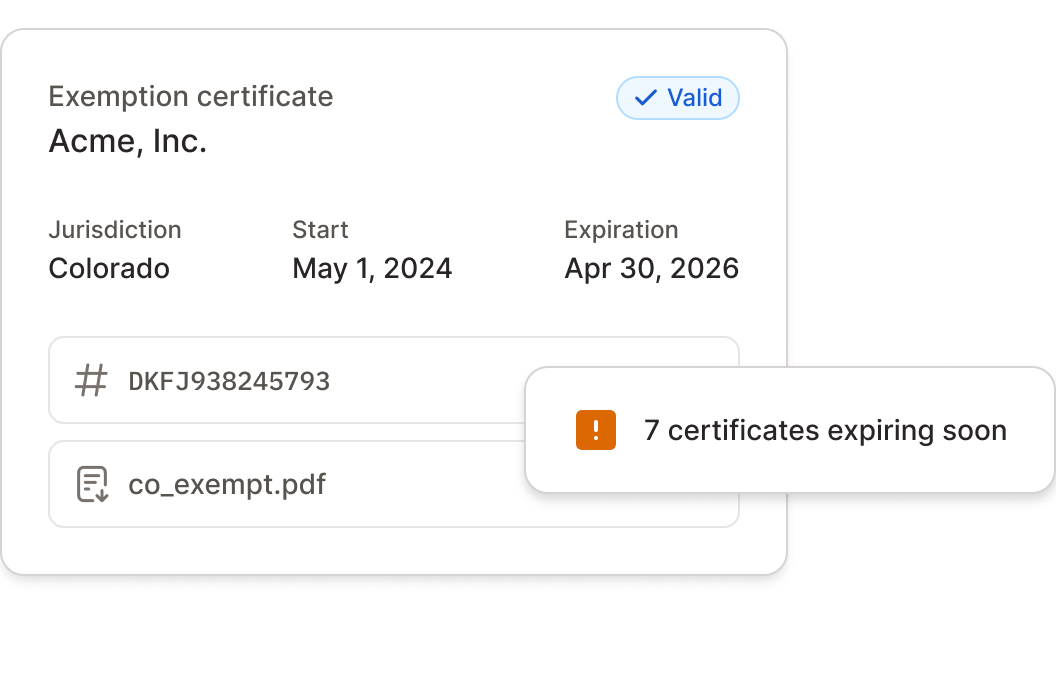 Exemption certificate
Valid
Acme, Inc.
Jurisdiction
Start
Expiration
Colorado
May 1, 2024
Apr 30, 2026
# DKFJ938245793
! 7 certificates expiring soon
co_exempt.pdf